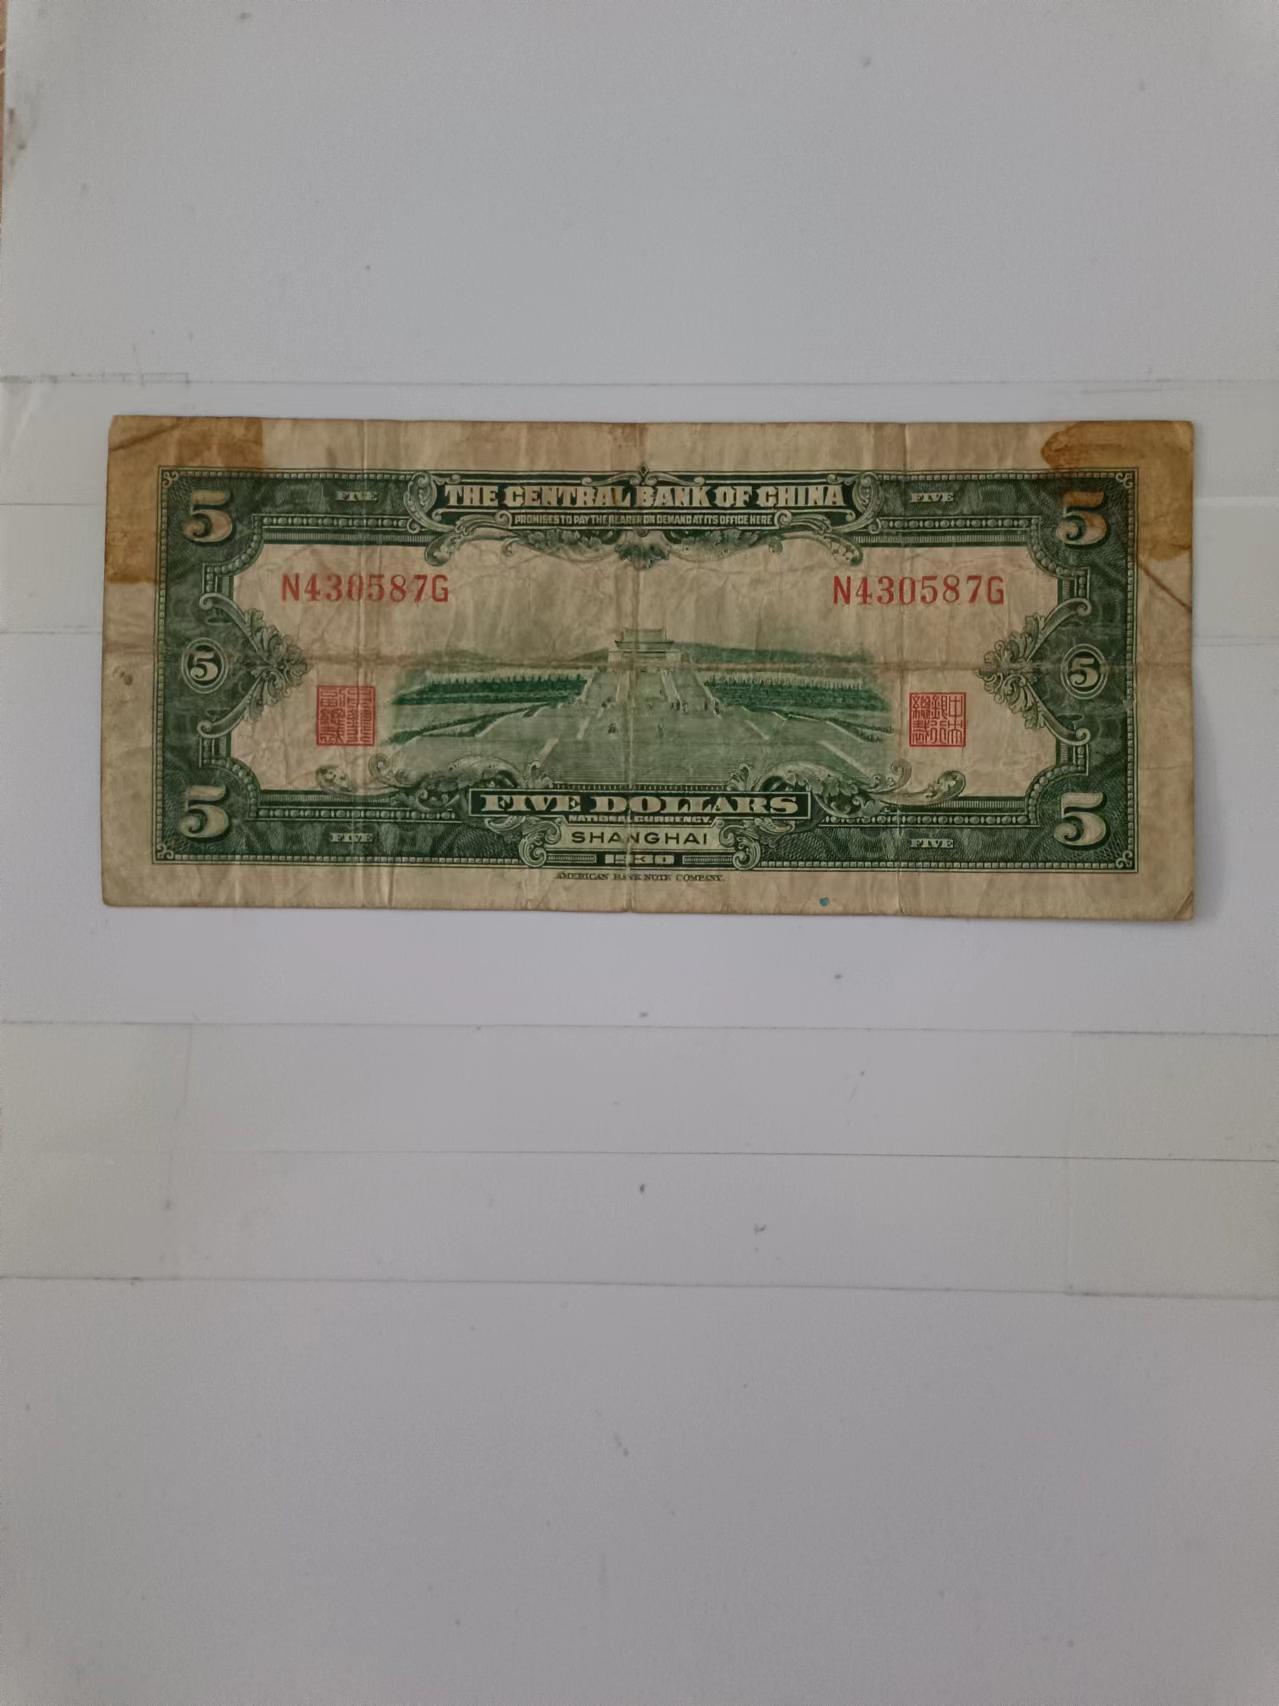 5 FIVE THE CENTRAL BANK OF CHINA FIVE 5
PROMISES TO PAY THE BEARER ON DEMAND AT ITS OFFICE HERE
N430587G N430587G
5 5
5 FIVE DOLLARS 5
NATIONAL CURRENCY
FIVE SHANGHAI FIVE
1930
AMERICAN BANK NOTE COMPANY.